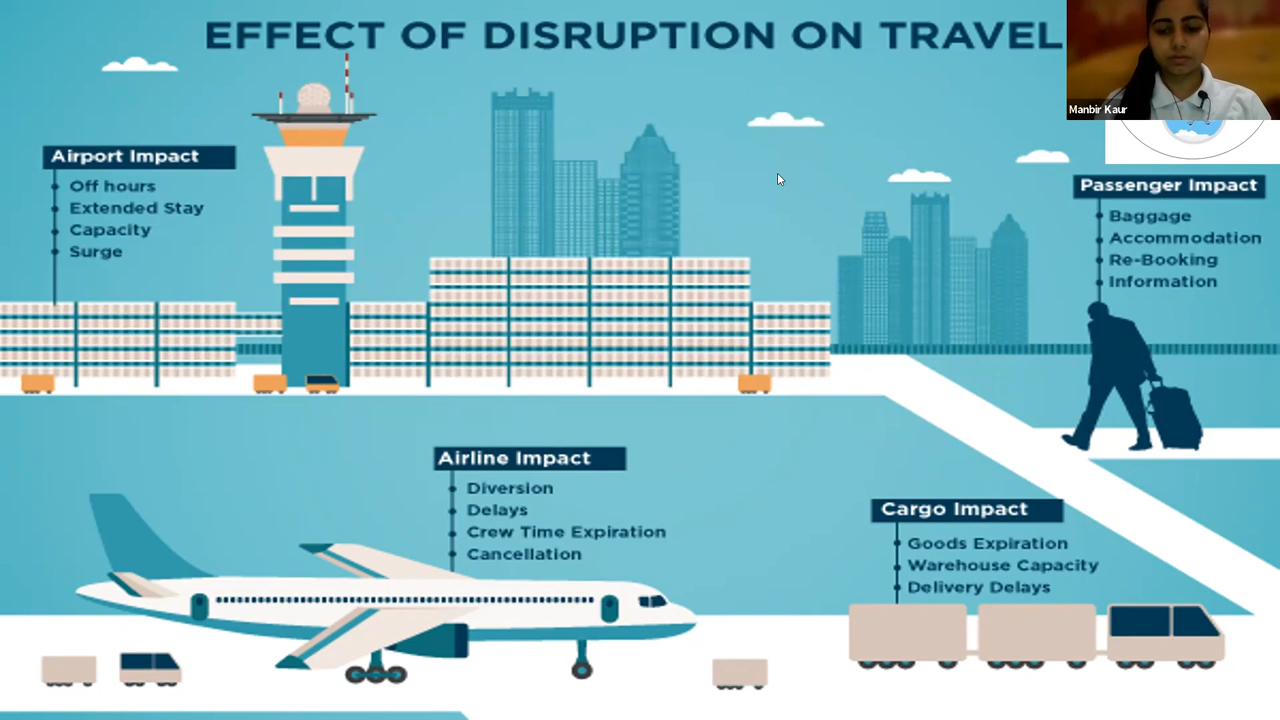 EFFECT OF DISRUPTION ON TRAVEL
Manbir Kaur
Airport Impact
Off hours
Extended Stay
Capacity
Surge
Passenger Impact
Baggage
Accommodation
Re-Booking
Information
Airline Impact
Diversion
Delays
Crew Time Expiration
Cancellation
Cargo Impact
Goods Expiration
Warehouse Capacity
Delivery Delays